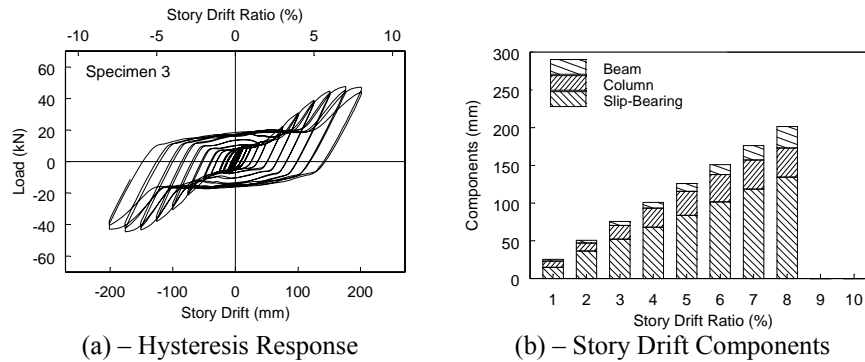 Story Drift Ratio (%)
-10 -5 0 5 10
Specimen 3
Load (kN)
60
40
20
0
-20
-40
-60
-200 -100 0 100 200
Story Drift (mm)
(a) – Hysteresis Response
Components (mm)
300
250
200
150
100
50
0
Beam
Column
Slip-Bearing
1 2 3 4 5 6 7 8 9 10
Story Drift Ratio (%)
(b) – Story Drift Components